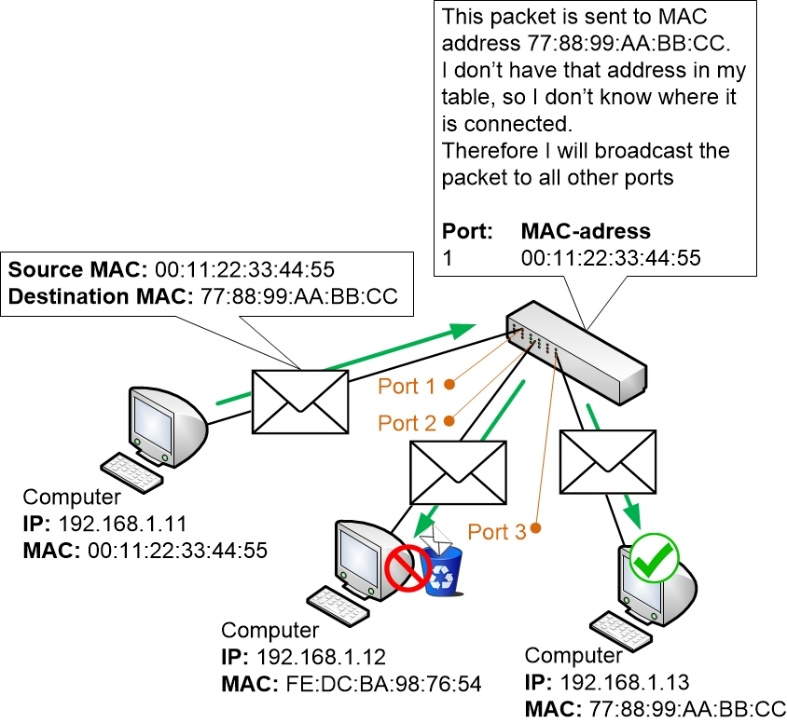 This packet is sent to MAC
address 77:88:99:AA:BB:CC.
I don't have that address in my
table, so I don't know where it
is connected.
Therefore I will broadcast the
packet to all other ports
Port: MAC-adress
1 00:11:22:33:44:55
Source MAC: 00:11:22:33:44:55
Destination MAC: 77:88:99:AA:BB:CC
Port 1
Port 2
Port 3
Computer
IP: 192.168.1.11
MAC: 00:11:22:33:44:55
Computer
IP: 192.168.1.12
MAC: FE:DC:BA:98:76:54
Computer
IP: 192.168.1.13
MAC: 77:88:99:AA:BB:CC